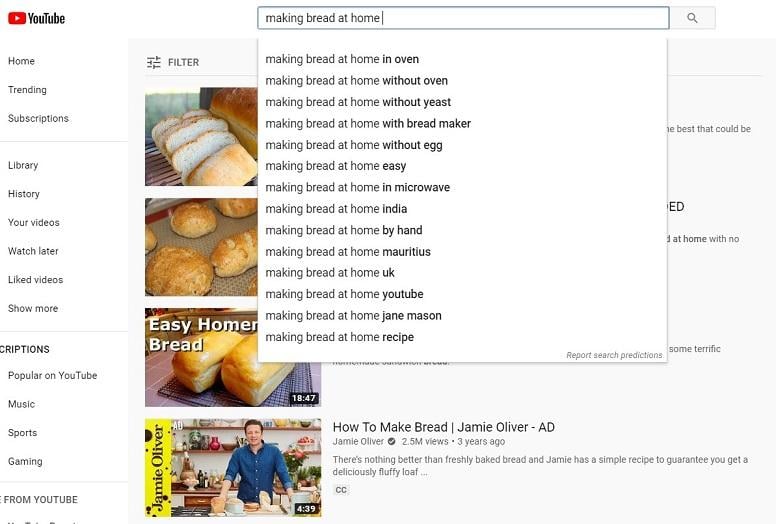 YouTube
making bread at home
Home
Trending
Subscriptions
Library
History
Your videos
Watch later
Liked videos
Show more
CRIPTIONS
Popular on YouTube
Music
Sports
Gaming
E FROM YOUTUBE
FILTER
making bread at home in oven
making bread at home without oven
making bread at home without yeast
making bread at home with bread maker
making bread at home without egg
making bread at home easy
making bread at home in microwave
making bread at home india
making bread at home by hand
making bread at home mauritius
making bread at home uk
making bread at home youtube
making bread at home jane mason
making bread at home recipe
Report search predictions
he best that could be
DED
d at home with no
some terrific
homemade sandwich bread.
Easy Homer
Bread
18:47
AD
Jamie Oliver
4:39
How To Make Bread | Jamie Oliver - AD
Jamie Oliver 2.5M views • 3 years ago
There's nothing better than freshly baked bread and Jamie has a simple recipe to guarantee you get a
deliciously fluffy loaf ...
CC